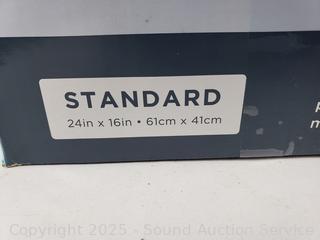 STANDARD
24in x 16in • 61cm x 41cm
Copyright 2025 - Sound Auction Service